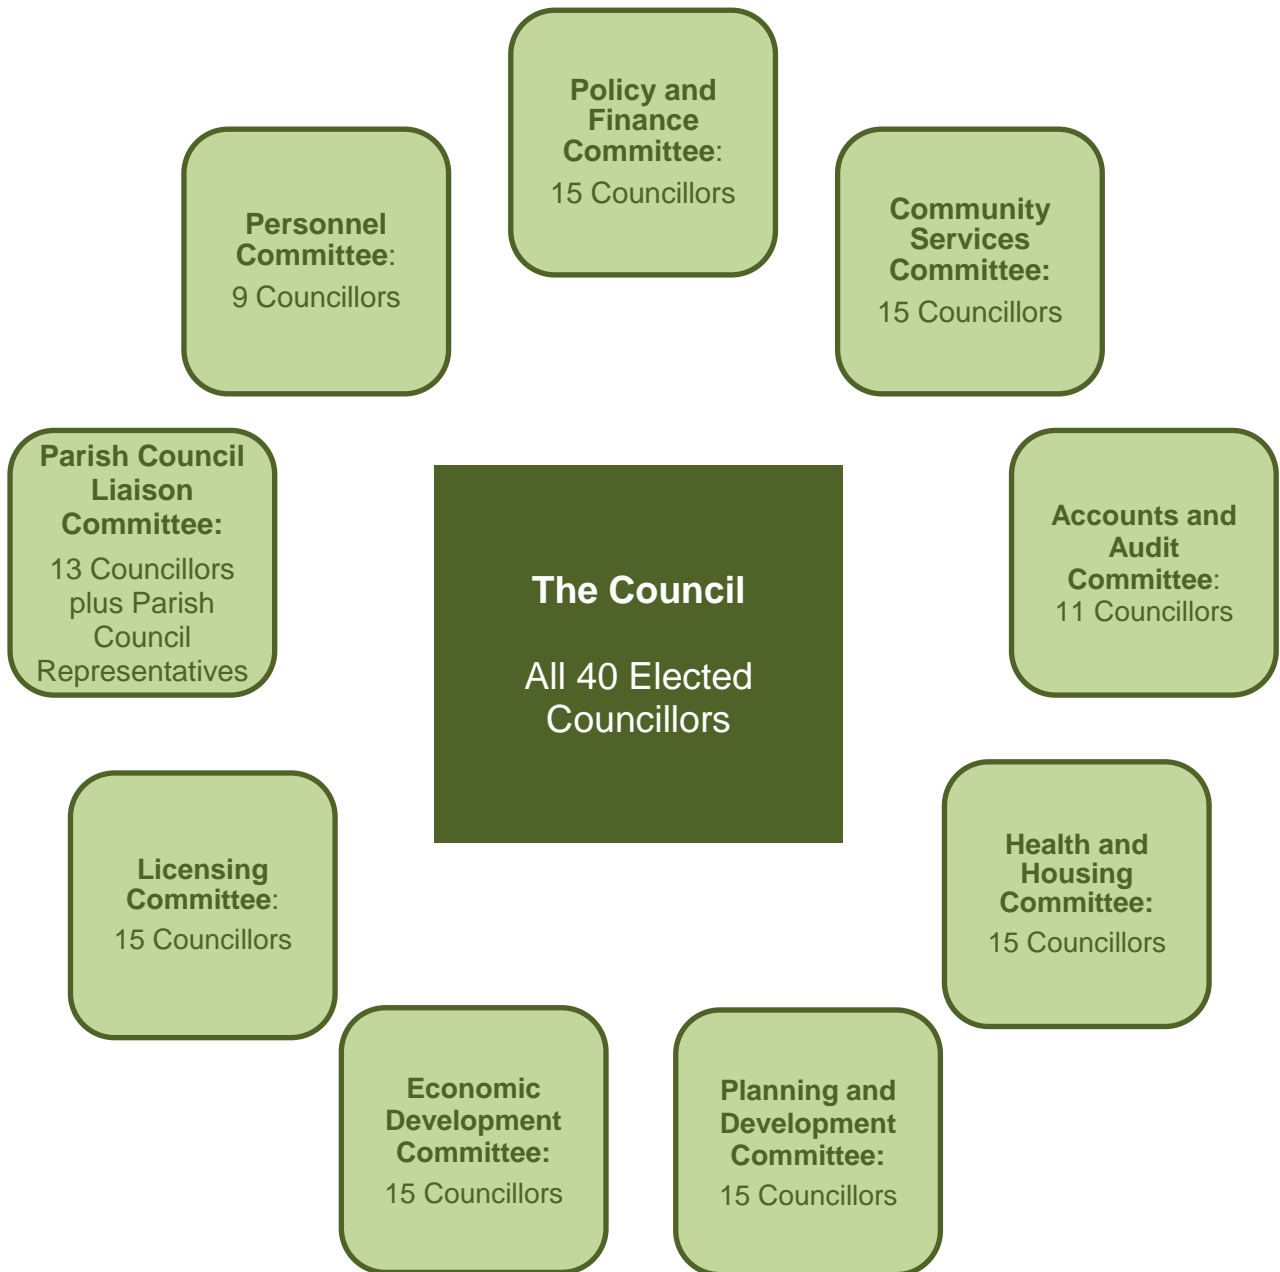 Policy and
Finance
Committee:
15 Councillors
Community
Services
Committee:
15 Councillors
Accounts and
Audit
Committee:
11 Councillors
Health and
Housing
Committee:
15 Councillors
Planning and
Development
Committee:
15 Councillors
Economic
Development
Committee:
15 Councillors
Licensing
Committee:
15 Councillors
Parish Council
Liaison
Committee:
13 Councillors
plus Parish
Council
Representatives
Personnel
Committee:
9 Councillors
The Council
All 40 Elected
Councillors